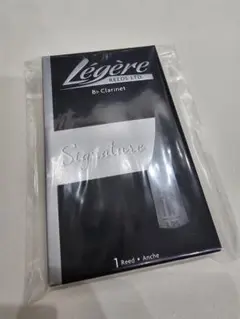 Légère
REEDS LTD.
B♭ Clarinet
Signature
1 Reed • Anche